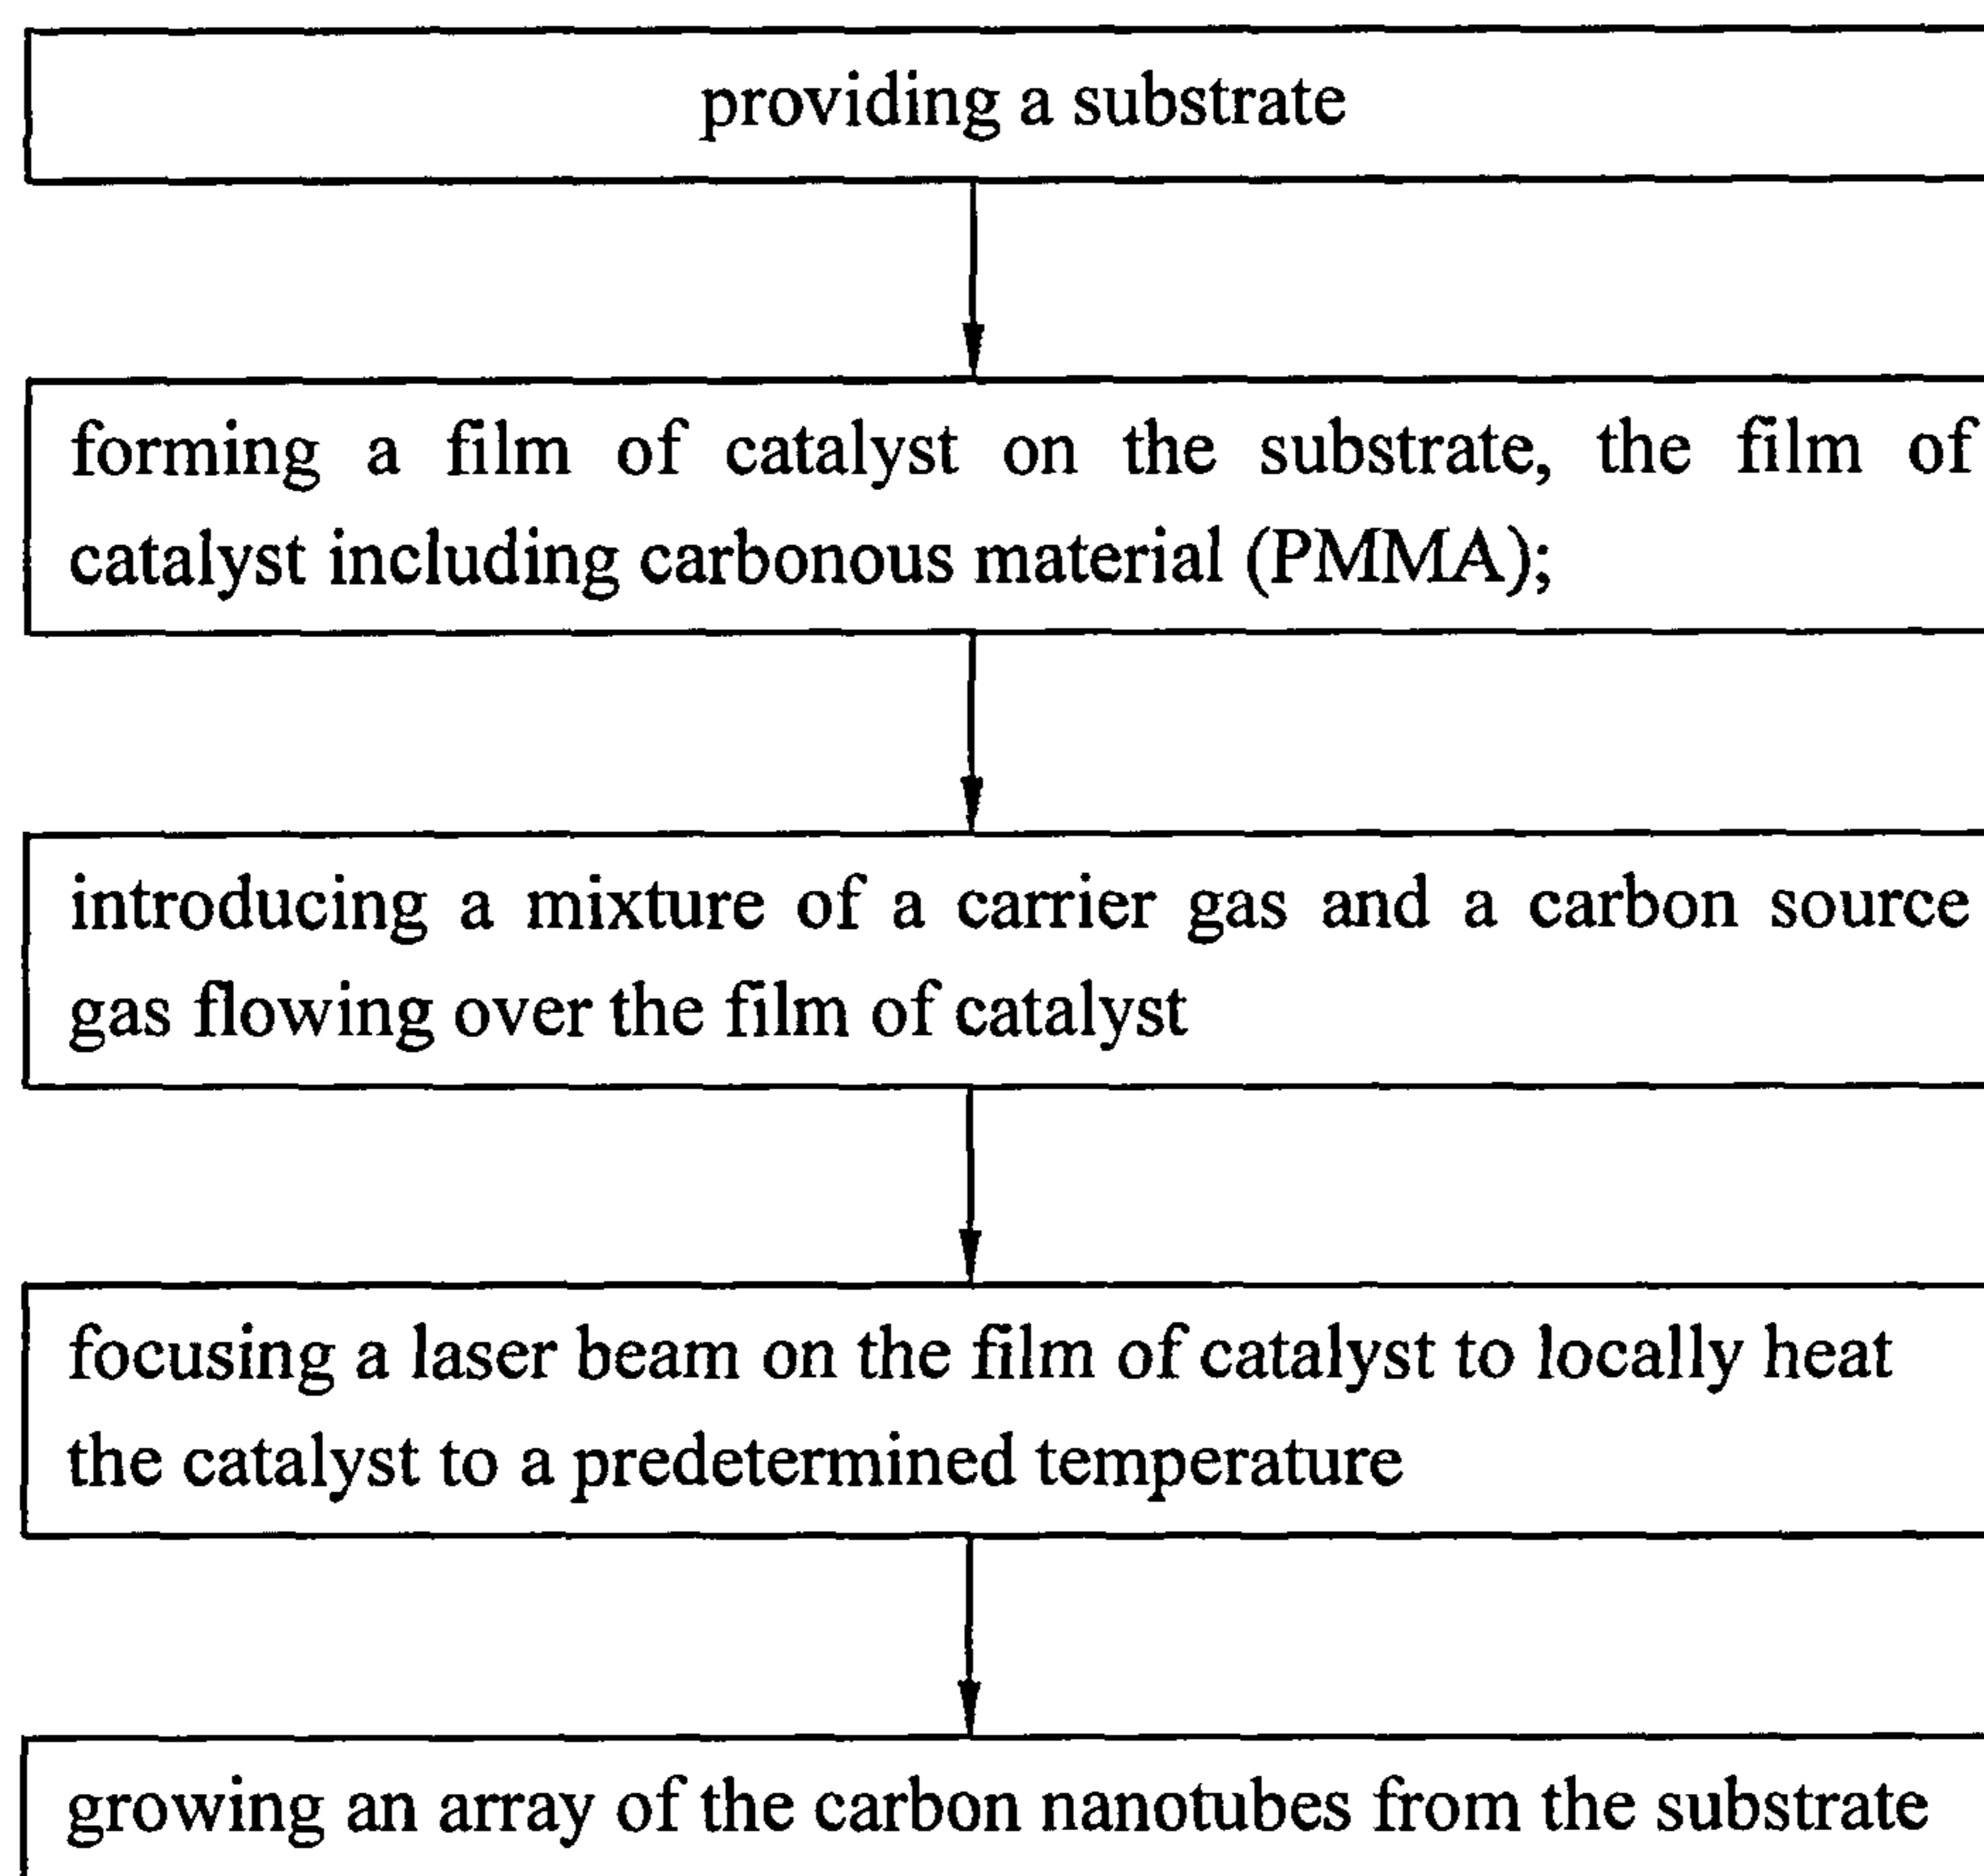 providing a substrate
forming a film of catalyst on the substrate, the film of
catalyst including carbonous material (PMMA);
introducing a mixture of a carrier gas and a carbon source
gas flowing over the film of catalyst
focusing a laser beam on the film of catalyst to locally heat
the catalyst to a predetermined temperature
growing an array of the carbon nanotubes from the substrate